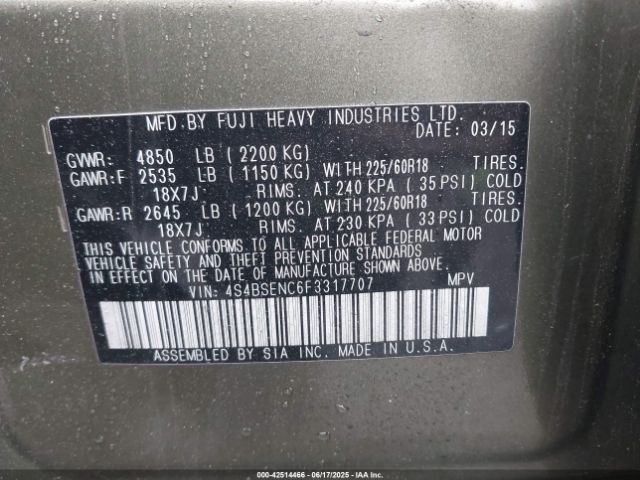 MFD.BY FUJI HEAVY INDUSTRIES LTD.
DATE: 03/15
GVWR: 4850 LB (2200 KG)
GAWR:F 2535 LB (1150 KG) WITH 225/60R18 TIRES.
18X7J RIMS. AT 240 KPA (35 PSI) COLD
GAWR:R 2645 LB (1200 KG) WITH 225/60R18 TIRES.
18X7J RIMS. AT 230 KPA (33 PSI) COLD
THIS VEHICLE CONFORMS TO ALL APPLICABLE FEDERAL MOTOR
VEHICLE SAFETY AND THEFT PREVENTION STANDARDS
IN EFFECT ON THE DATE OF MANUFACTURE SHOWN ABOVE.
VIN: 4S4BSENC6F3317707 MPV
ASSEMBLED BY SIA INC. MADE IN U.S.A.
000-42514466 - 06/17/2025 - IAAI.COM